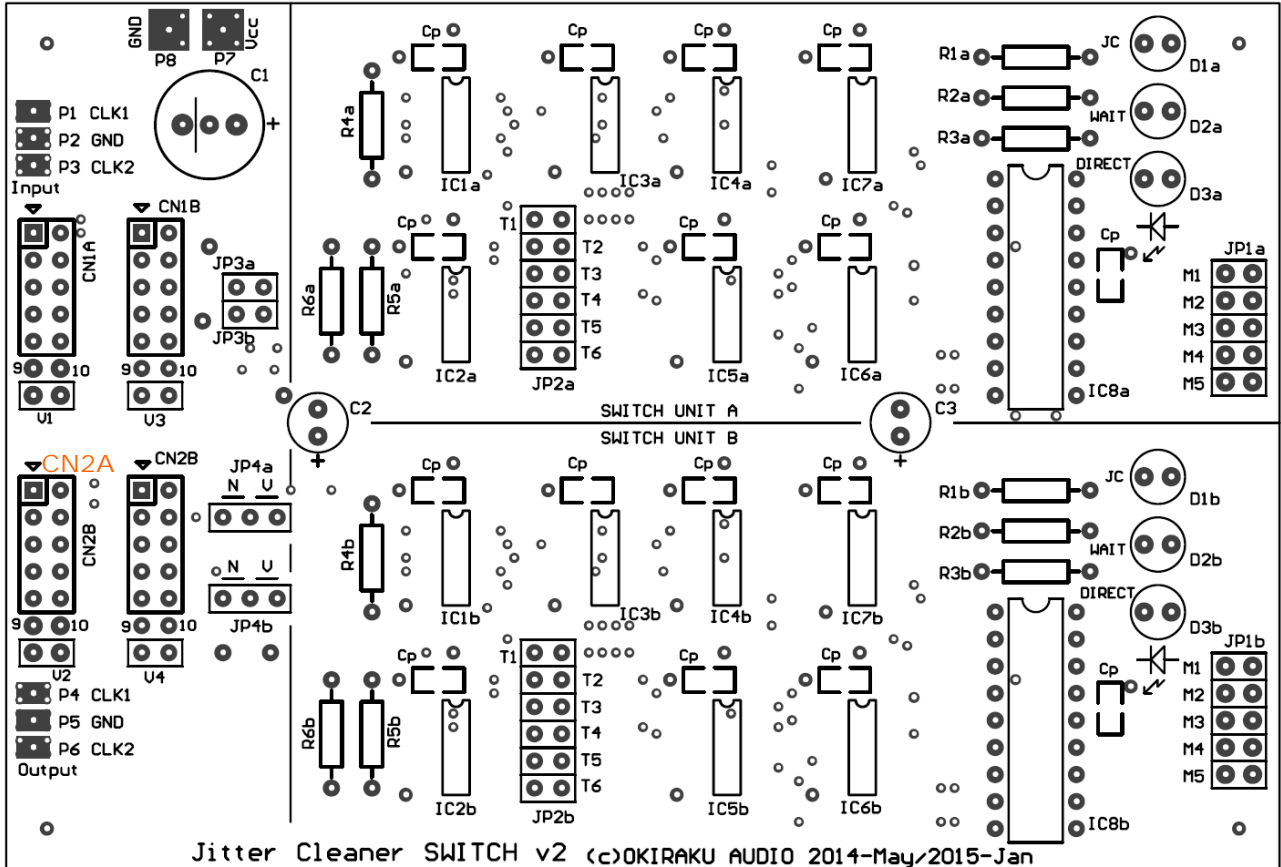 GND
P8
P7
Vcc
C1
+
P1 CLK1
P2 GND
P3 CLK2
Input
CN1A
CN1B
9
10
9
10
V1
V3
JP3a
JP3b
Cp
Cp
Cp
Cp
R4a
IC1a
IC3a
IC4a
IC7a
Cp
Cp
Cp
R6a
R5a
IC2a
T1
T2
T3
T4
T5
T6
JP2a
IC5a
IC6a
R1a
R2a
R3a
JC
D1a
WAIT
D2a
DIRECT
D3a
Cp
IC8a
JP1a
M1
M2
M3
M4
M5
C2
+
C3
+
SWITCH UNIT A
SWITCH UNIT B
CN2A
CN2B
CN2B
9
10
9
10
V2
V4
JP4a
N V
N V
JP4b
P4 CLK1
P5 GND
P6 CLK2
Output
Cp
Cp
Cp
Cp
R4b
IC1b
IC3b
IC4b
IC7b
Cp
Cp
Cp
R6b
R5b
IC2b
T1
T2
T3
T4
T5
T6
JP2b
IC5b
IC6b
R1b
R2b
R3b
JC
D1b
WAIT
D2b
DIRECT
D3b
Cp
IC8b
JP1b
M1
M2
M3
M4
M5
Jitter Cleaner SWITCH v2 (c)OKIRAKU AUDIO 2014-May/2015-Jan